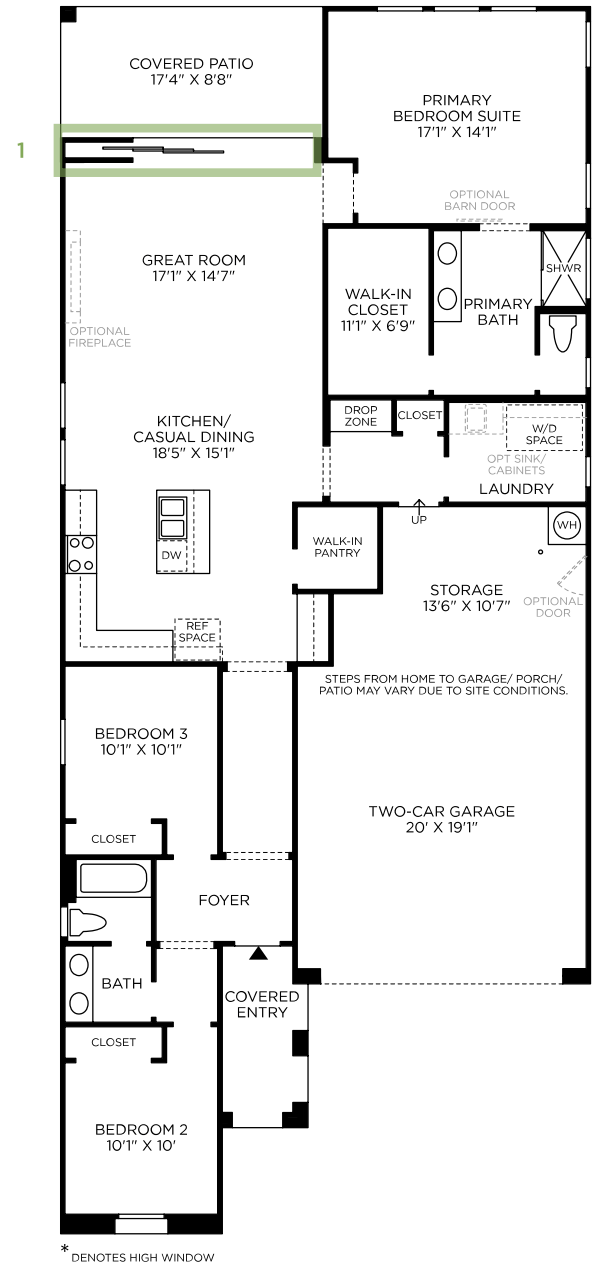 COVERED PATIO
17'4" X 8'8"
PRIMARY
BEDROOM SUITE
17'1" X 14'1"
1
OPTIONAL
BARN DOOR
GREAT ROOM
17'1" X 14'7"
SHWR
WALK-IN
CLOSET
11'1" X 6'9"
PRIMARY
BATH
OPTIONAL
FIREPLACE
DROP
ZONE
CLOSET
KITCHEN/
CASUAL DINING
18'5" X 15'1"
W/D
SPACE
OPT SINK/
CABINETS
LAUNDRY
UP
WH
WALK-IN
PANTRY
DW
STORAGE
13'6" X 10'7"
OPTIONAL
DOOR
REF
SPACE
STEPS FROM HOME TO GARAGE/ PORCH/
PATIO MAY VARY DUE TO SITE CONDITIONS.
BEDROOM 3
10'1" X 10'1"
TWO-CAR GARAGE
20' X 19'1"
CLOSET
FOYER
BATH
COVERED
ENTRY
CLOSET
BEDROOM 2
10'1" X 10'
* DENOTES HIGH WINDOW